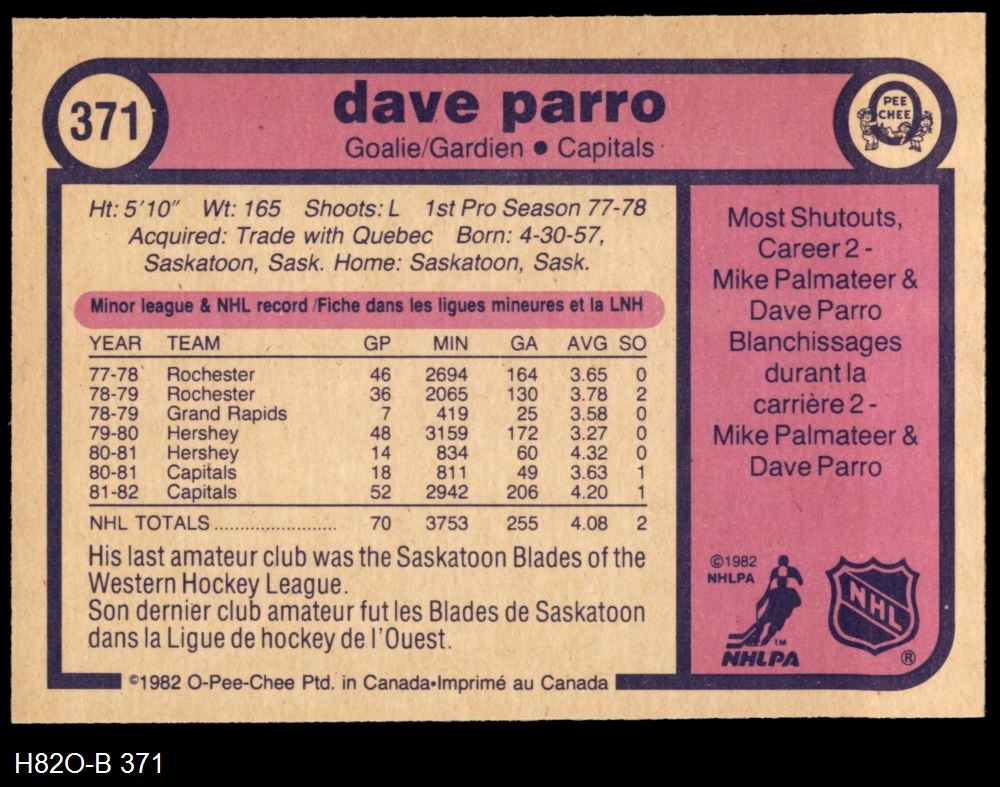 371
dave parro
Goalie/Gardien ● Capitals
O
PEE
CHEE
Ht: 5'10" Wt: 165 Shoots: L 1st Pro Season 77-78
Acquired: Trade with Quebec Born: 4-30-57,
Saskatoon, Sask. Home: Saskatoon, Sask.
Minor league & NHL record/Fiche dans les ligues mineures et la LNH
YEAR TEAM GP MIN GA AVG SO
77-78 Rochester 46 2694 164 3.65 0
78-79 Rochester 36 2065 130 3.78 2
78-79 Grand Rapids 7 419 25 3.58 0
79-80 Hershey 48 3159 172 3.27 0
80-81 Hershey 14 834 60 4.32 0
80-81 Capitals 18 811 49 3.63 1
81-82 Capitals 52 2942 206 4.20 1
NHL TOTALS ........................ 70 3753 255 4.08 2
His last amateur club was the Saskatoon Blades of the
Western Hockey League.
Son dernier club amateur fut les Blades de Saskatoon
dans la Ligue de hockey de l'Ouest.
©1982 O-Pee-Chee Ptd. in Canada•Imprimé au Canada
Most Shutouts,
Career 2 -
Mike Palmateer &
Dave Parro
Blanchissages
durant la
carrière 2 -
Mike Palmateer &
Dave Parro
©1982
NHLPA
TM
NHLPA
NHL
®
H82O-B 371